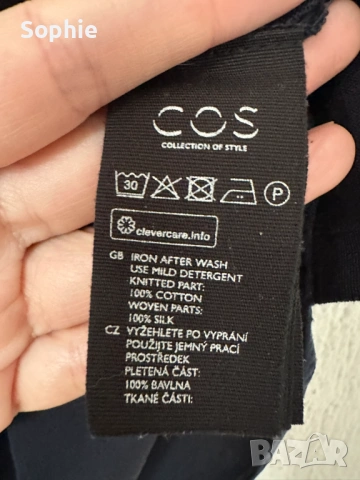 Sophie
COS
COLLECTION OF STYLE
30
P
clevercare.info
GB IRON AFTER WASH
USE MILD DETERGENT
KNITTED PART:
100% COTTON
WOVEN PARTS:
100% SILK
CZ VYŽEHLETE PO VYPRÁNÍ
POUŽIJTE JEMNÝ PRACÍ
PROSTŘEDEK
PLETENÁ ČÁST:
100% BAVLNA
TKANÉ ČÁSTI:
BAZAR